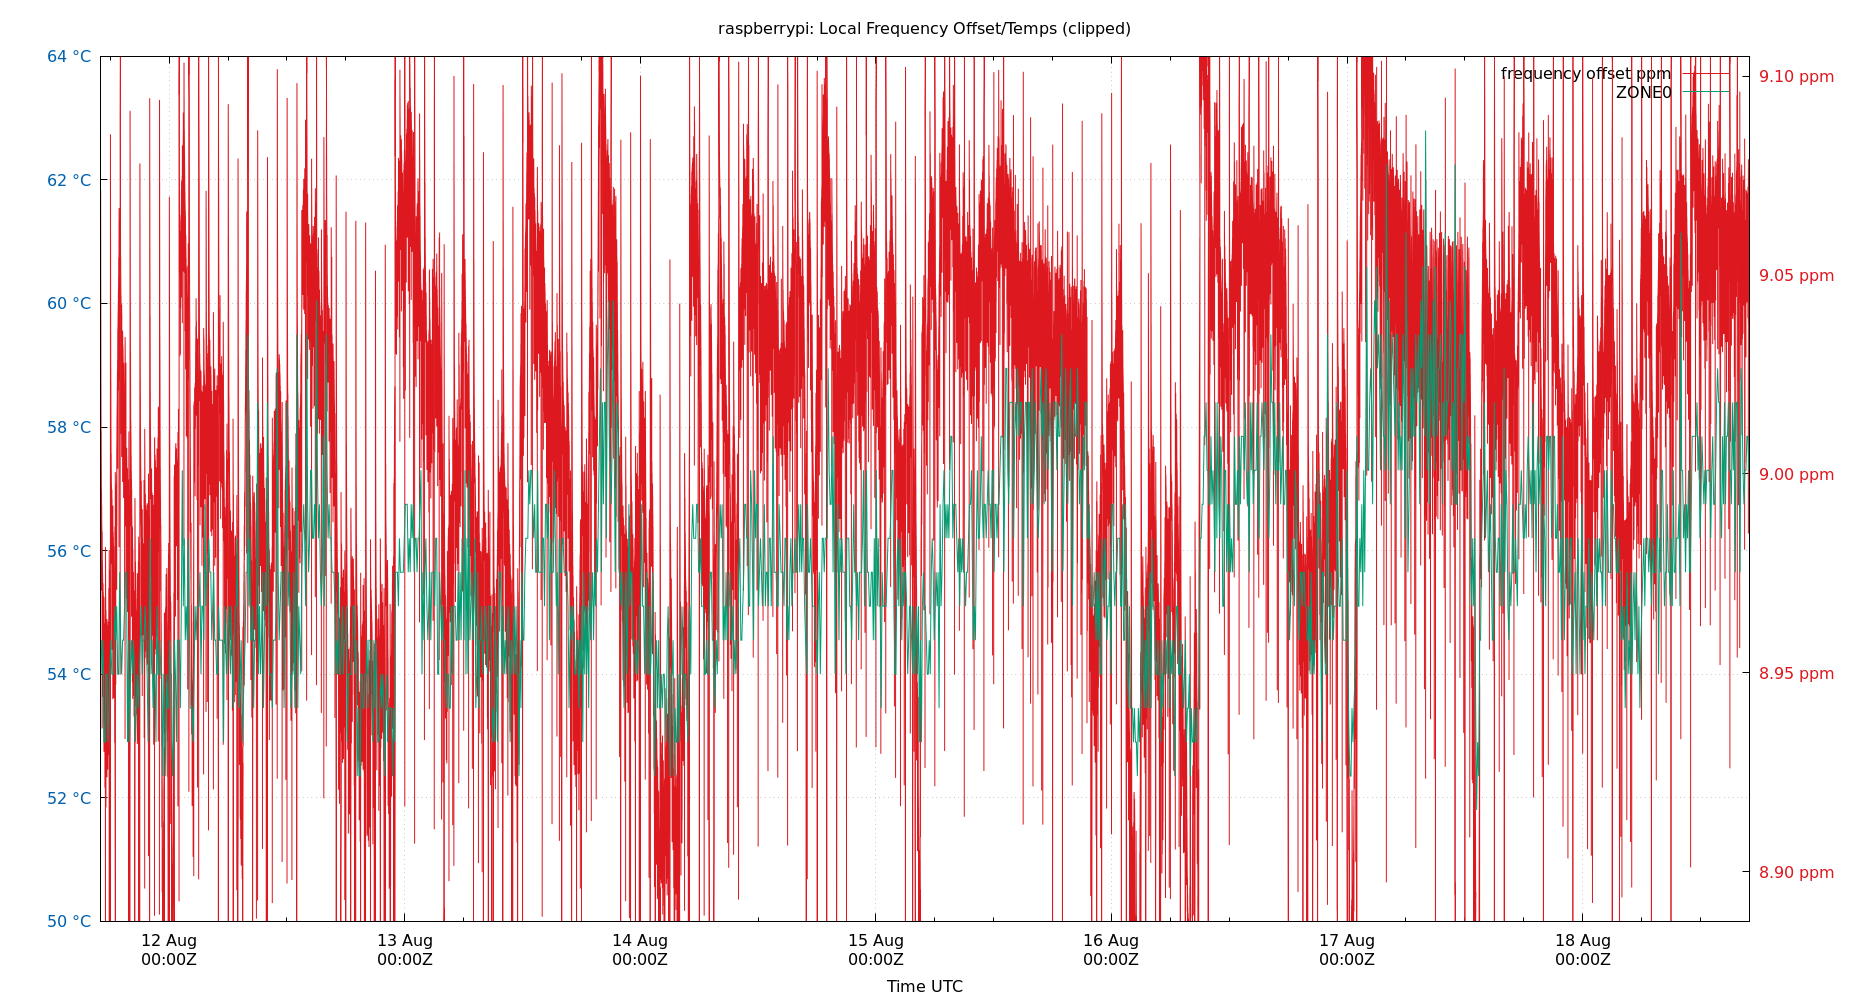 raspberrypi: Local Frequency Offset/Temps (clipped)
64 °C
62 °C
60 °C
58 °C
56 °C
54 °C
52 °C
50 °C
frequency offset ppm
ZONE0
9.10 ppm
9.05 ppm
9.00 ppm
8.95 ppm
8.90 ppm
12 Aug
00:00Z
13 Aug
00:00Z
14 Aug
00:00Z
15 Aug
00:00Z
16 Aug
00:00Z
17 Aug
00:00Z
18 Aug
00:00Z
Time UTC